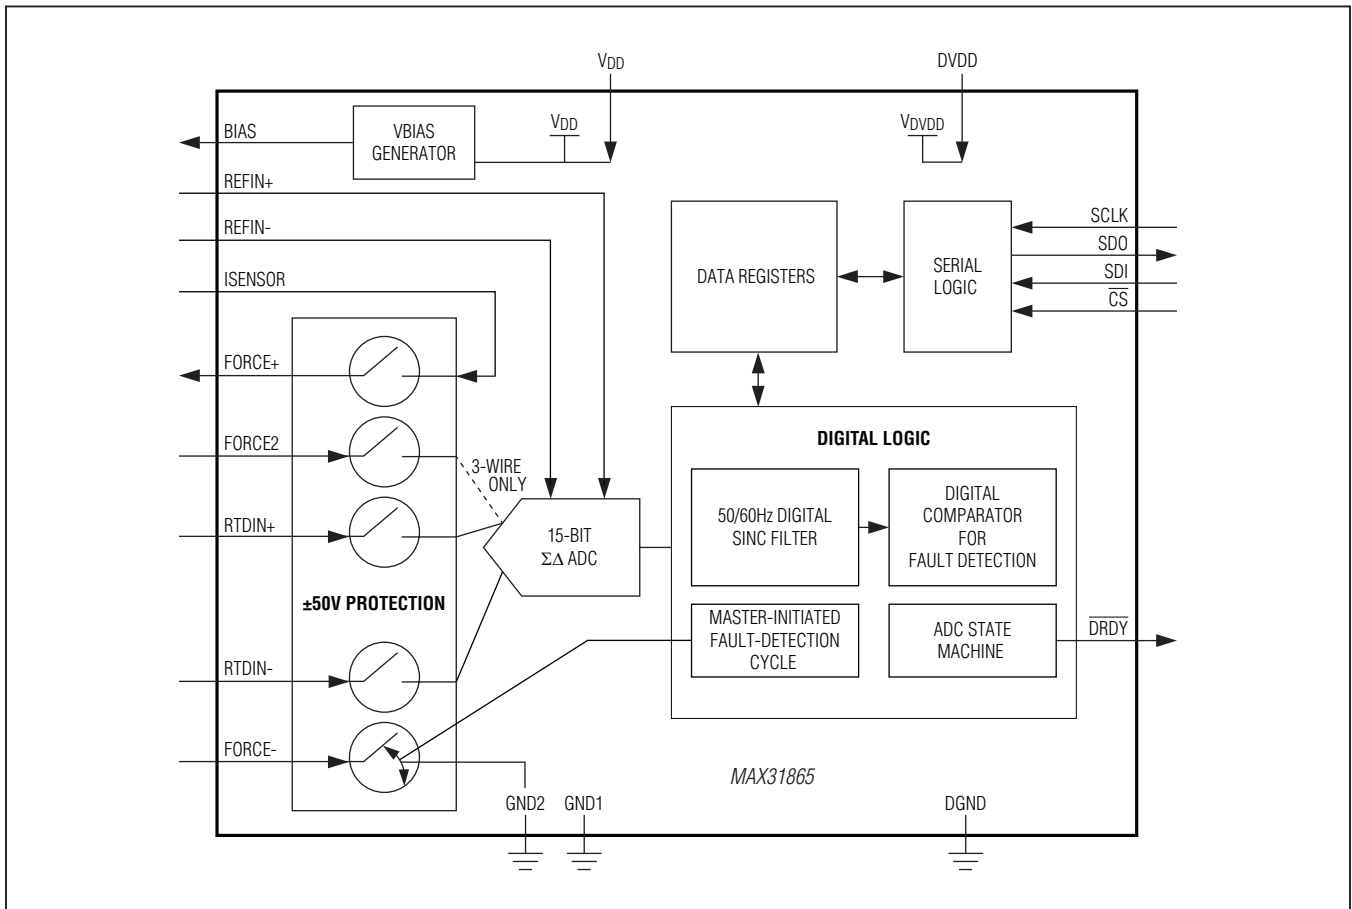 VDD
DVDD
BIAS
VBIAS
GENERATOR
VDD
VDVDD
REFIN+
REFIN-
ISENSOR
DATA REGISTERS
SERIAL
LOGIC
SCLK
SDO
SDI
CS
FORCE+
FORCE2
3-WIRE
ONLY
RTDIN+
15-BIT
ΣΔ ADC
±50V PROTECTION
RTDIN-
FORCE-
DIGITAL LOGIC
50/60Hz DIGITAL
SINC FILTER
DIGITAL
COMPARATOR
FOR
FAULT DETECTION
MASTER-INITIATED
FAULT-DETECTION
CYCLE
ADC STATE
MACHINE
DRDY
MAX31865
GND2
GND1
DGND